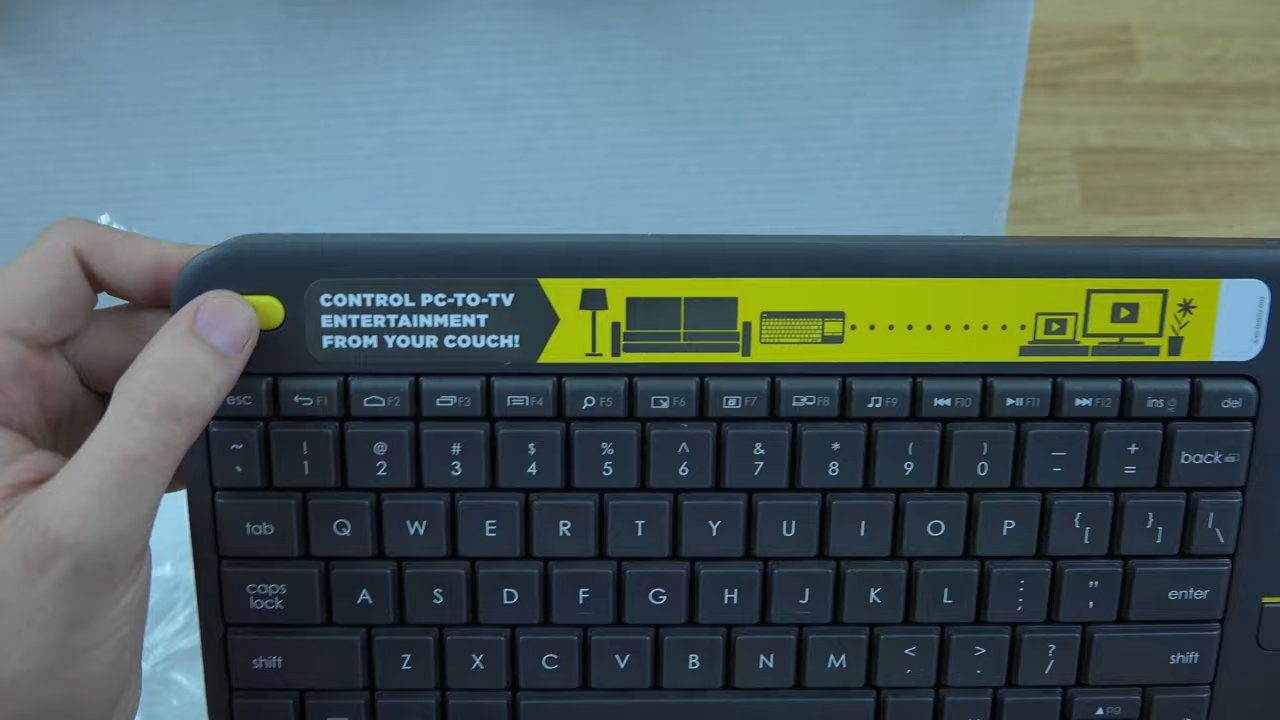 CONTROL PC-TO-TV
ENTERTAINMENT
FROM YOUR COUCH!
esc F1 F2 F3 F4 F5 F6 F7 F8 F9 F10 F11 F12 ins del
~ ! @ # $ % ^ & * ( ) — +
` 1 2 3 4 5 6 7 8 9 0 - = back
tab Q W E R T Y U I O P { [ } ] | \
caps
lock A S D F G H J K L : ; " ' enter
shift Z X C V B N M < , > . ? / shift
pg